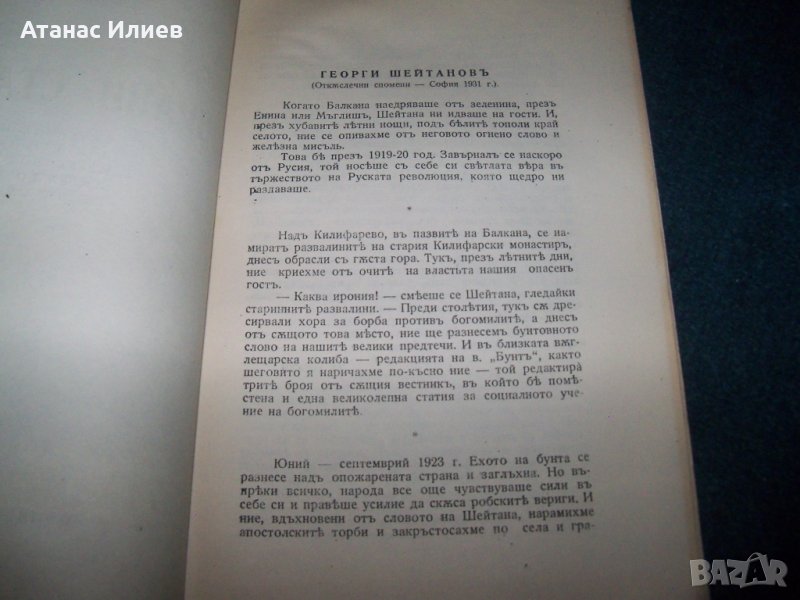 Атанас Илиев
ГЕОРГИ ШЕЙТАНОВЪ
(Откъслечни спомени — София 1931 г.).
Когато Балкана наедряваше отъ зеленина, презъ
Енина или Мъглишъ, Шейтана ни идваше на гости. И,
презъ хубавитѣ лѣтни нощи, подъ бѣлитѣ тополи край
селото, ние се опивахме отъ неговото огнено слово и
желѣзна мисъль.
Това бѣ презъ 1919-20 год. Завърналъ се наскоро
отъ Русия, той носѣше съ себе си свѣтлата вѣра въ
тържеството на Руската революция, която щедро ни
раздаваше.
*
Надъ Килифарево, въ пазвитѣ на Балкана, се на-
миратъ развалинитѣ на стария Килифарски монастиръ,
днесъ обрасли съ гѫста гора. Тукъ, презъ лѣтнитѣ дни,
ние криехме отъ очитѣ на властьта нашия опасенъ
гостъ.
— Каква ирония! — смѣеше се Шейтана, гледайки
стариннитѣ развалини. — Преди столѣтия, тукъ сѫ дре-
сирвали хора за борба противъ богомилитѣ, а днесъ
отъ сѫщото това мѣсто, ние ще разнесемъ бунтовното
слово на нашитѣ велики предтечи. И въ близката вѫг-
лещарска колиба — редакцията на в. „Бунтъ“, както
шеговито я наричахме по-късно ние — той редактира
тритѣ броя отъ сѫщия вестникъ, въ който бѣ помѣ-
стена и една великолепна статия за социалното уче-
ние на богомилитѣ.
*
Юний — септемврий 1923 г. Ехото на бунта се
разнесе надъ опожарената страна и заглъхна. Но въ-
прѣки всичко, народа все още чувствуваше сили въ
себе си и правѣше усилие да скѫса робскитѣ вериги. И
ние, вдъхновени отъ словото на Шейтана, нарамихме
апостолскитѣ торби и закръстосахме по села и гра-
BAZAR